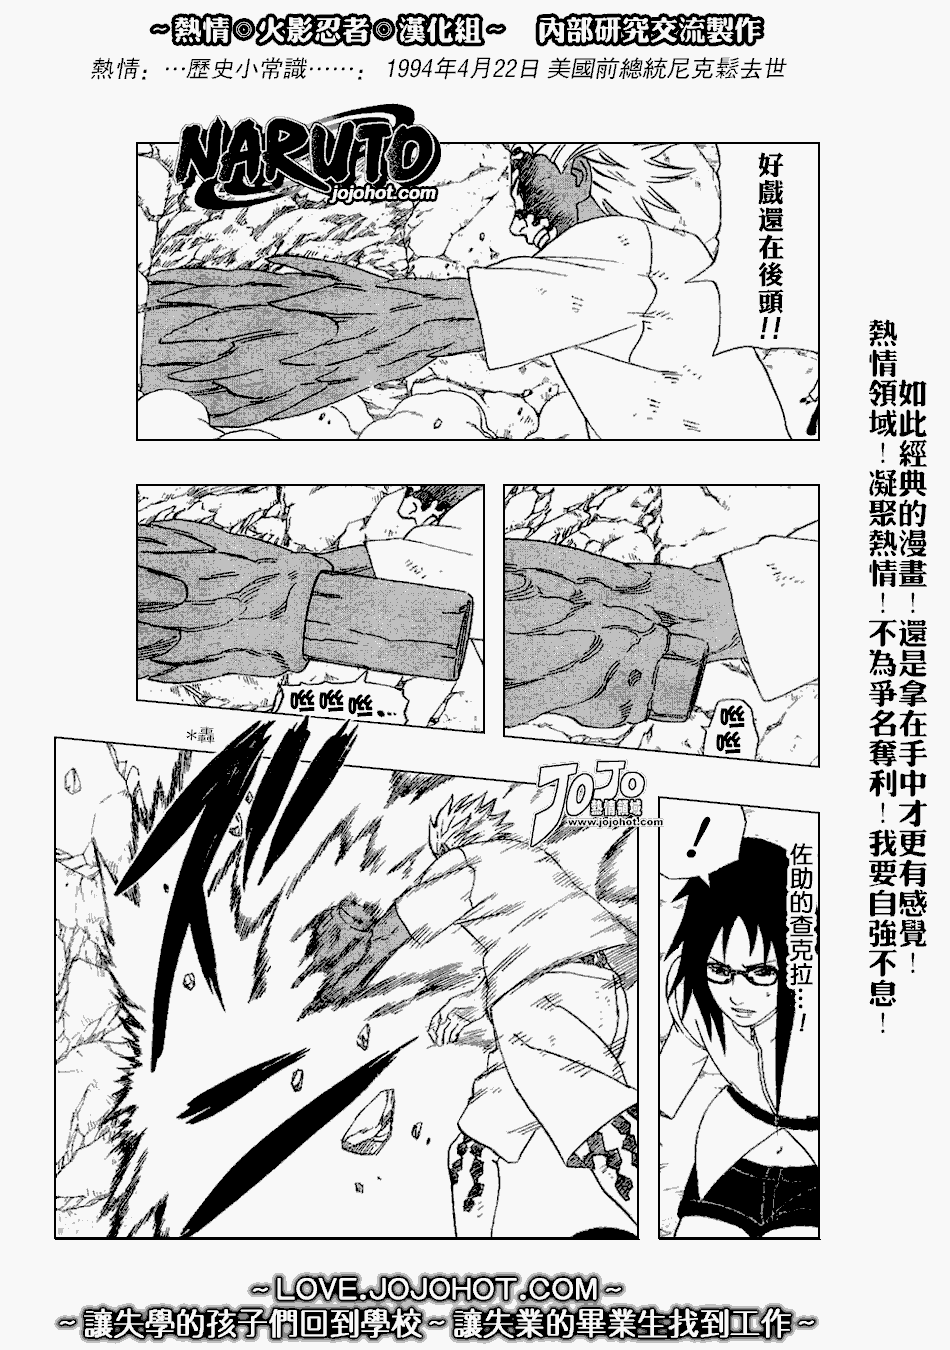 ～熱情◎火影忍者◎漢化組～　內部研究交流製作
熱情：…歷史小常識……：1994年4月22日 美國前總統尼克鬆去世
NARUTO
jojohot.com
好戲還在後頭!!
如此經典的漫畫！還是拿在手中才更有感覺！
熱情領域！凝聚熱情！不為爭名奪利！我要自強不息！
*轟
JOJO
熱情領域
www.jojohot.com
！
佐助的查克拉…！
～LOVE.JOJOHOT.COM～
～讓失學的孩子們回到學校～讓失業的畢業生找到工作～